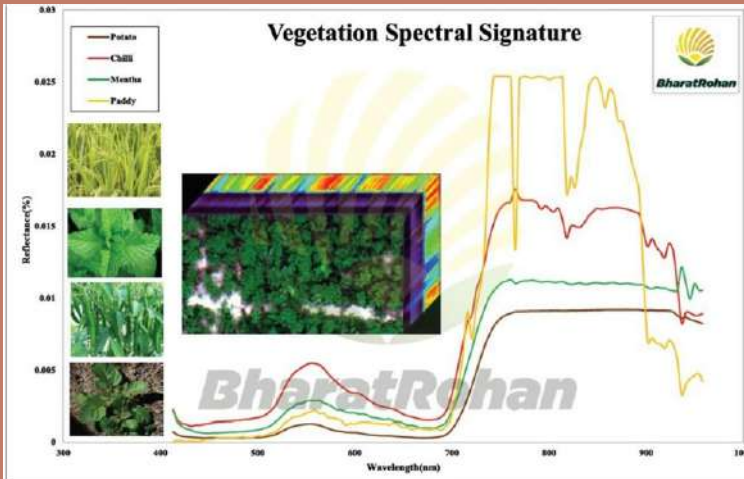 Vegetation Spectral Signature
BharatRohan
Potato
Chilli
Mentha
Paddy
Reflectance(%)
0.03
0.025
0.02
0.015
0.01
0.005
0
BharatRohan
300
400
500
600
700
800
900
Wavelength(nm)